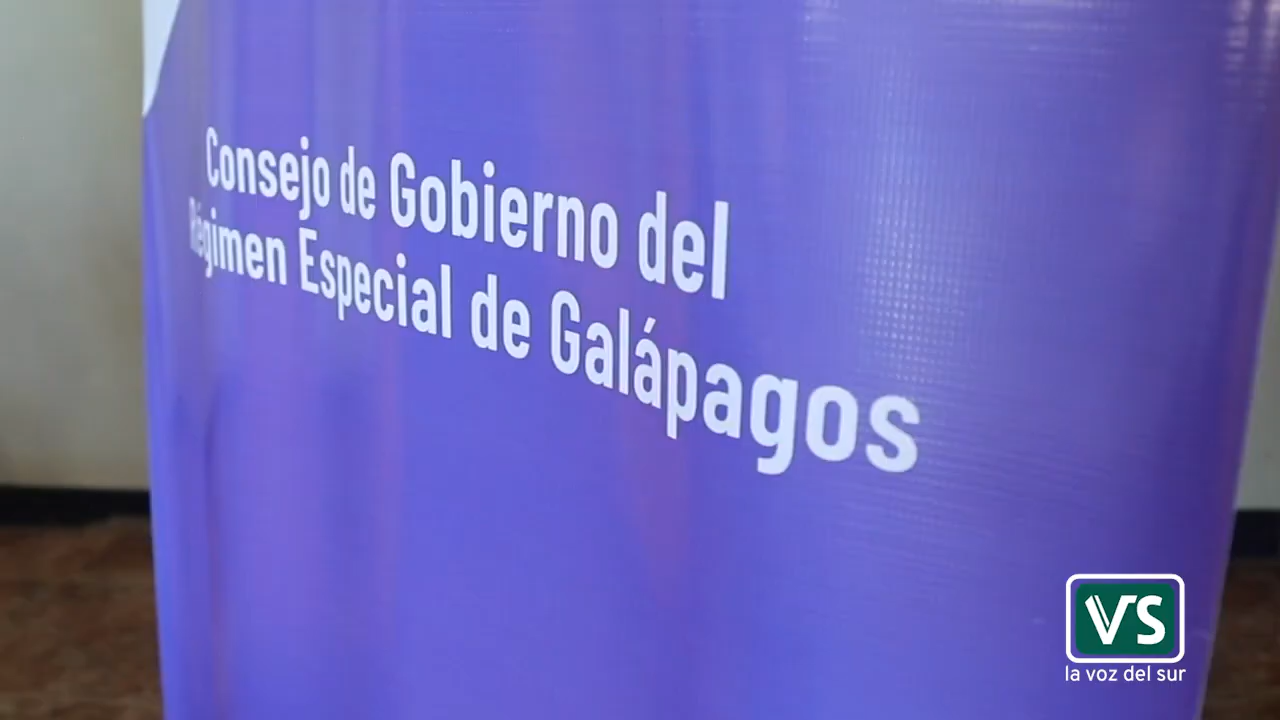 Consejo de Gobierno del
Régimen Especial de Galápagos
VS
la voz del sur